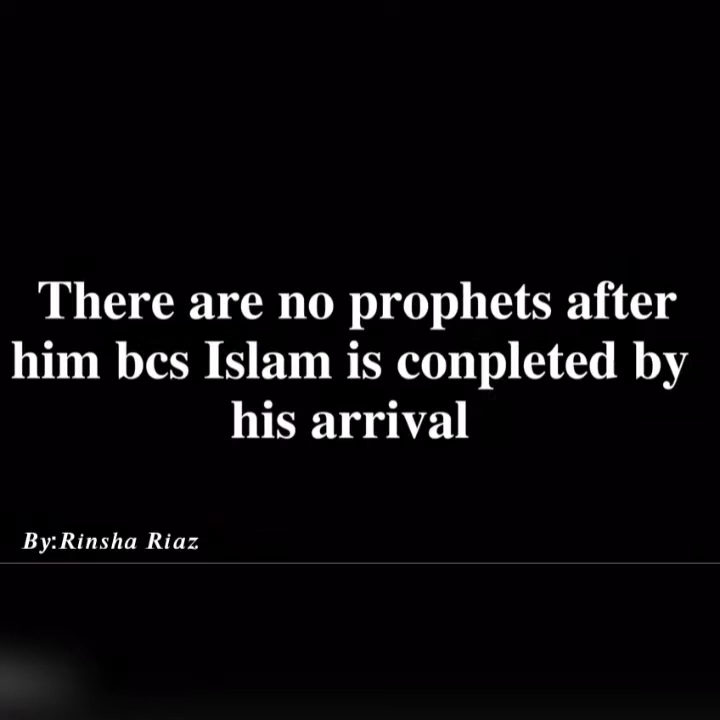 There are no prophets after
him bcs Islam is conpleted by
his arrival
By:Rinsha Riaz